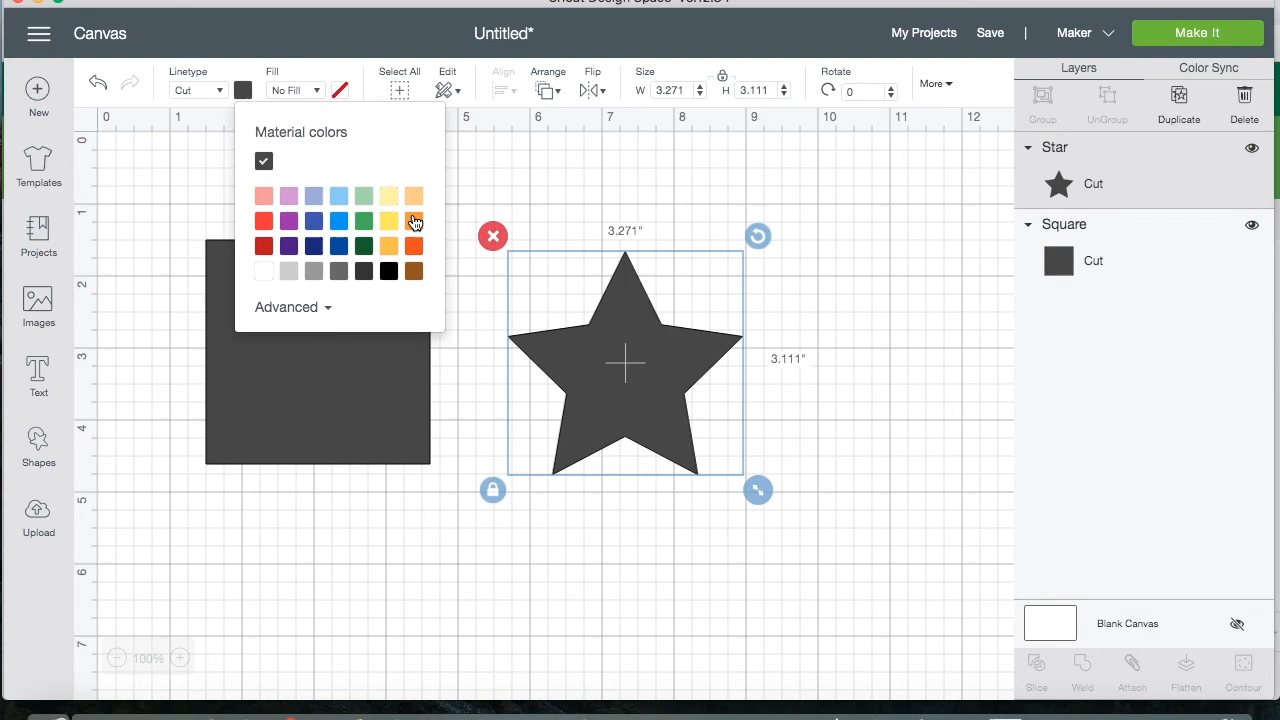 Canvas
Untitled*
My Projects
Save
|
Maker
Make It
New
Templates
Projects
Images
Text
Shapes
Upload
Linetype
Cut
Fill
No Fill
Select All
Edit
Align
Arrange
Flip
Size
W 3.271
H 3.111
Rotate
0
More
0 1 5 6 7 8 9 10 11 12
0
1
2
3
4
5
6
7
Material colors
Advanced
3.271"
3.111"
100%
Layers
Color Sync
Group
UnGroup
Duplicate
Delete
Star
Cut
Square
Cut
Blank Canvas
Slice
Weld
Attach
Flatten
Contour